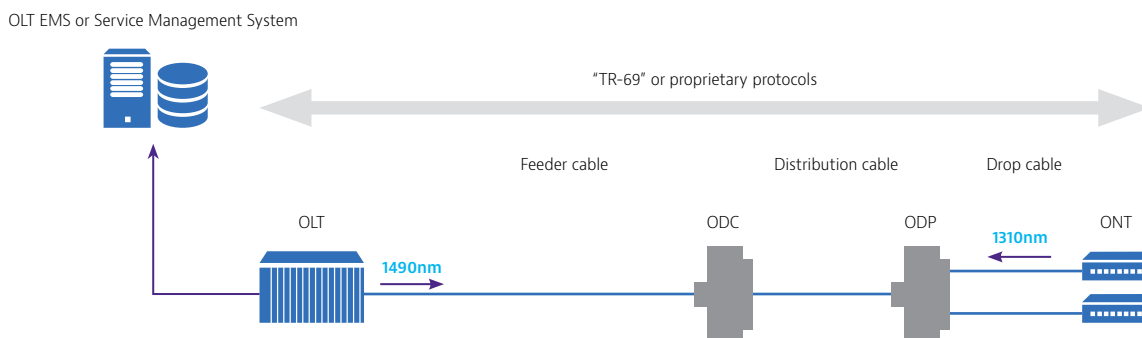 OLT EMS or Service Management System
“TR-69” or proprietary protocols
Feeder cable
Distribution cable
Drop cable
OLT
ODC
ODP
ONT
1490nm
1310nm